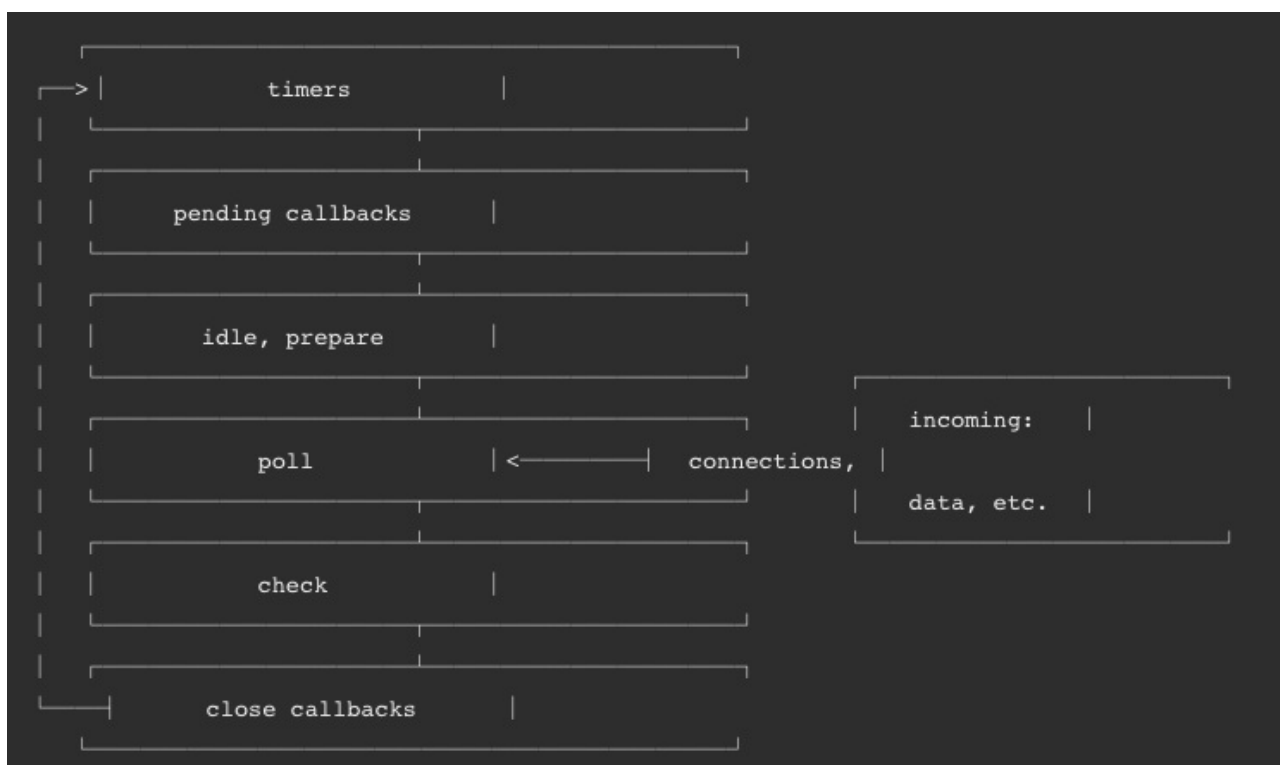 timers
pending callbacks
idle, prepare
incoming:
poll
connections,
data, etc.
check
close callbacks